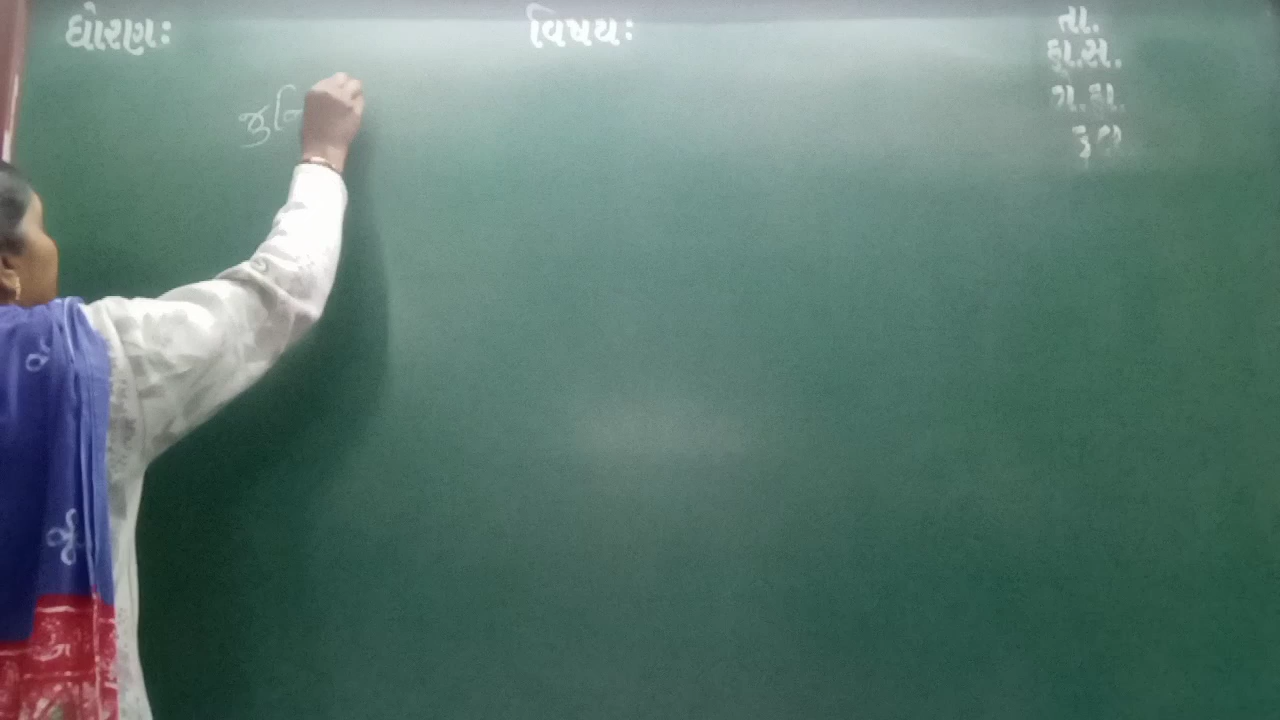 ધોરણઃ વિષયઃ તા.
કુા.સ.
ગે.હા.
કુલ
જુનિ